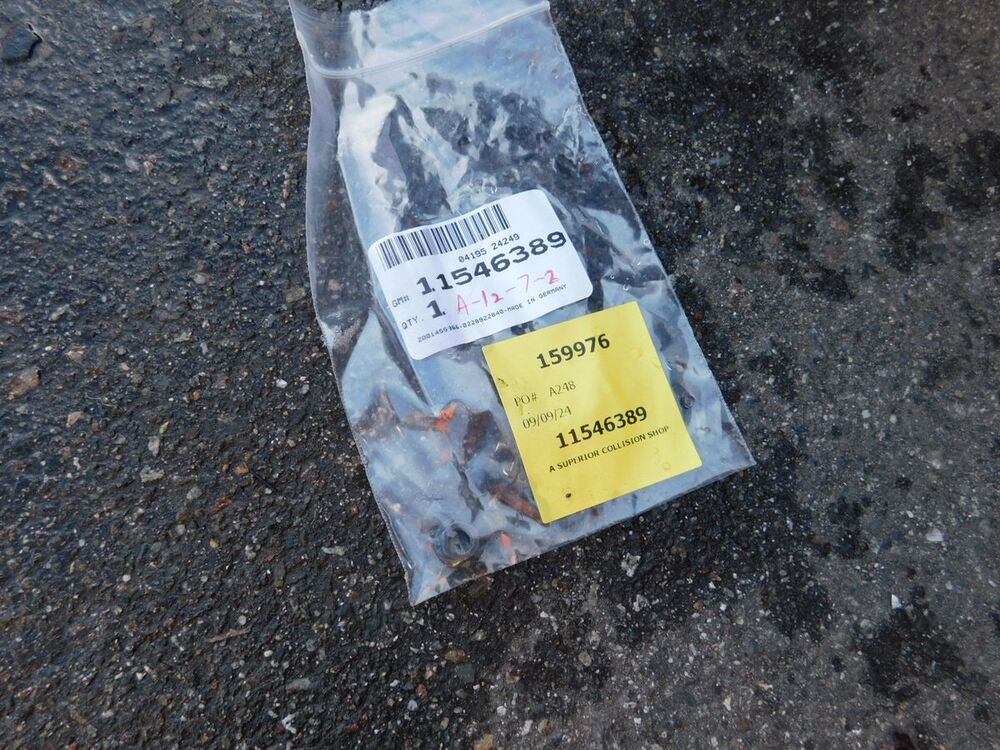 04195 24249
GM# 11546389
QTY. 1 A-12-7-2
MADE IN GERMANY
159976
PO# A248
09/09/24
11546389
A SUPERIOR COLLISION SHOP